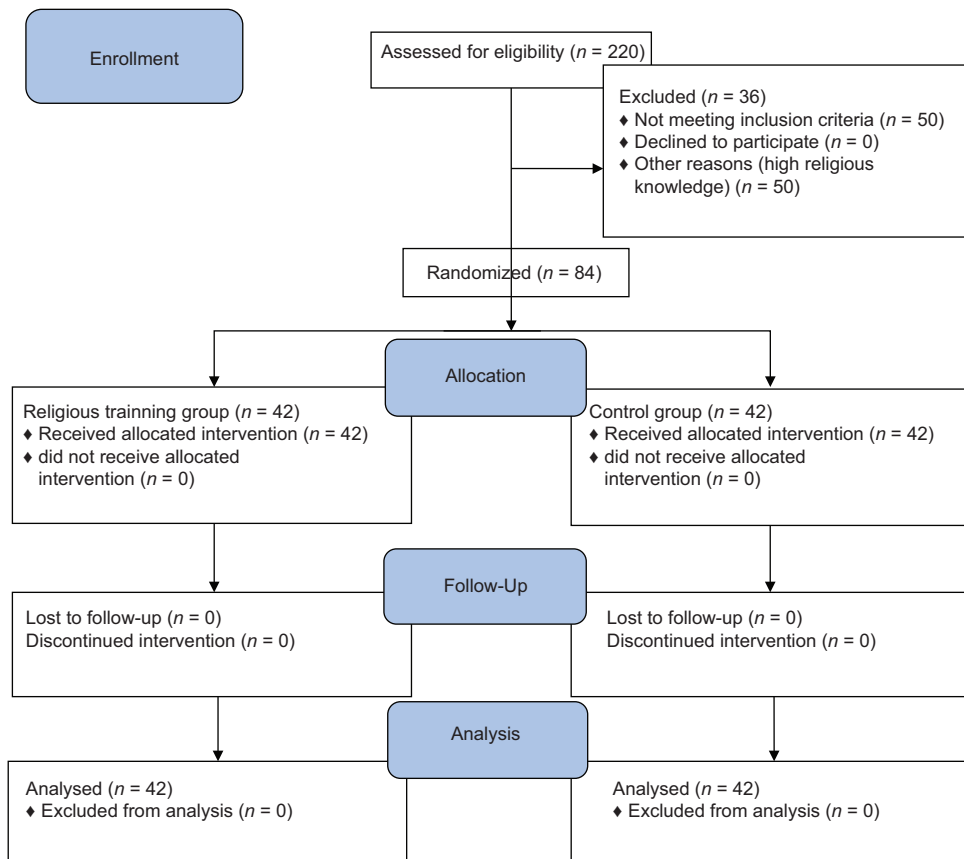 Enrollment
Assessed for eligibility (n = 220)
Excluded (n = 36)
♦ Not meeting inclusion criteria (n = 50)
♦ Declined to participate (n = 0)
♦ Other reasons (high religious
knowledge) (n = 50)
Randomized (n = 84)
Allocation
Religious trainning group (n = 42)
♦ Received allocated intervention (n = 42)
♦ did not receive allocated
intervention (n = 0)
Control group (n = 42)
♦ Received allocated intervention (n = 42)
♦ did not receive allocated
intervention (n = 0)
Follow-Up
Lost to follow-up (n = 0)
Discontinued intervention (n = 0)
Lost to follow-up (n = 0)
Discontinued intervention (n = 0)
Analysis
Analysed (n = 42)
♦ Excluded from analysis (n = 0)
Analysed (n = 42)
♦ Excluded from analysis (n = 0)